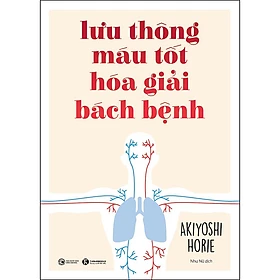 lưu thông
máu tốt
hóa giải
bách bệnh
AKIYOSHI
HORIE
Như Nữ dịch